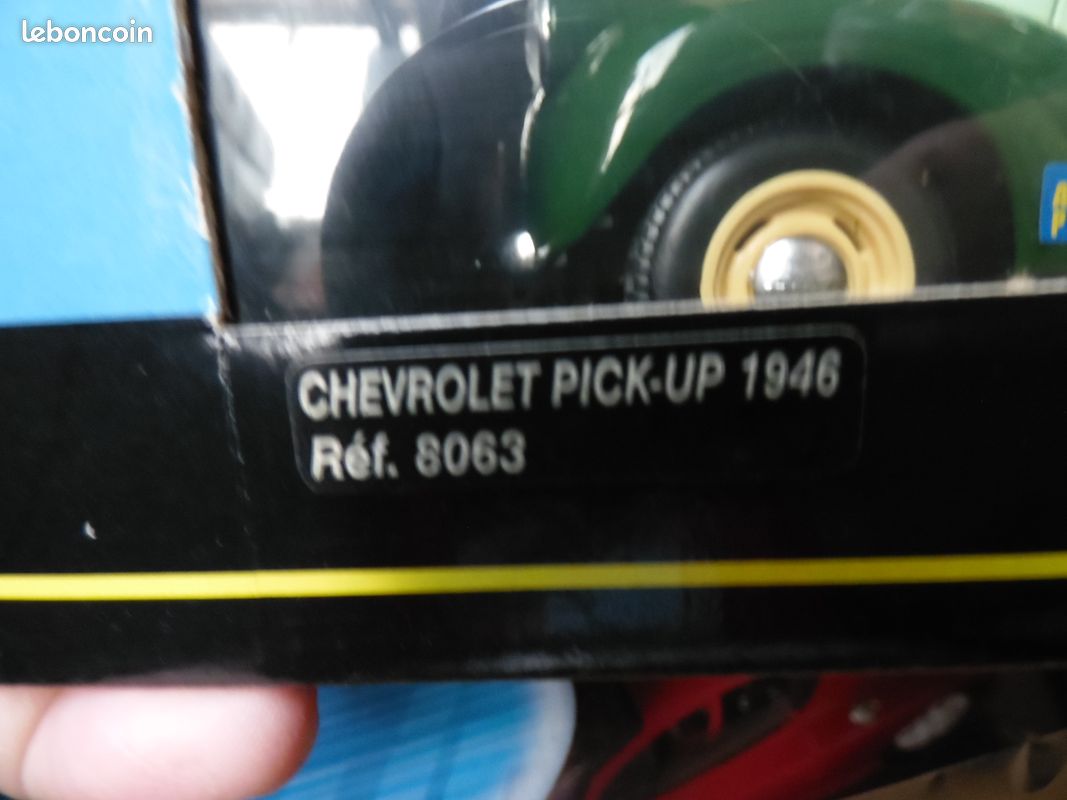 leboncoin
CHEVROLET PICK-UP 1946
Réf. 8063